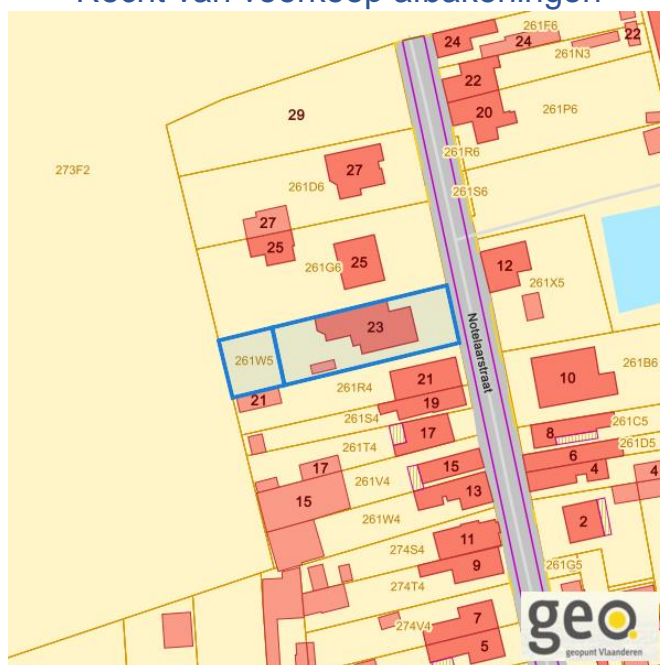 Recht van voorkoop afbakeningen
261F6
24
24
22
261N3
22
29
20
261P6
261R6
273F2
27
261D6
261S6
27
25
25
261G6
12
261X5
23
Notelaarstraat
261W5
261B6
21
10
261R4
21
19
261S4
261C5
17
8
261T4
261D5
6
17
15
4
4
261V4
15
13
261W4
2
11
274S4
9
261G5
274T4
7
274V4
5
geo
geopunt Vlaanderen